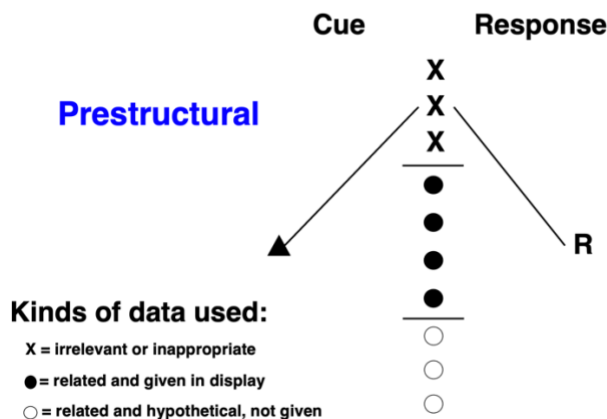 Cue Response
X
Prestructural X
X
R
Kinds of data used:
X = irrelevant or inappropriate
= related and given in display
= related and hypothetical, not given